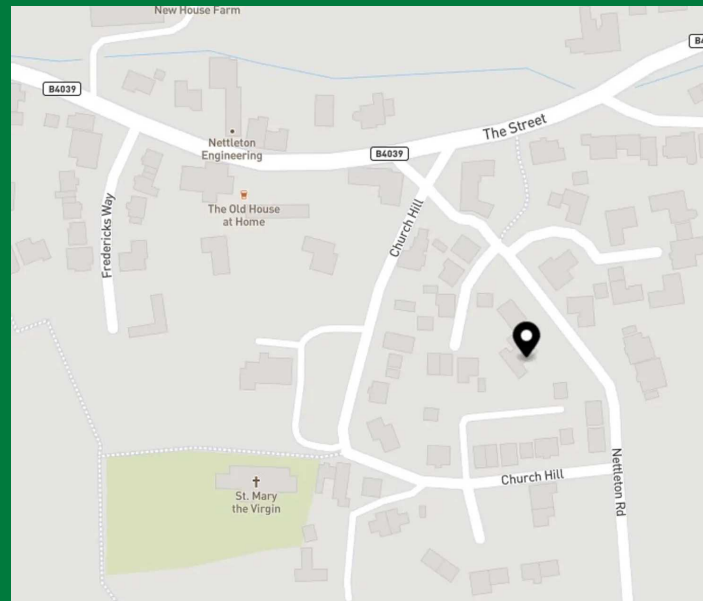 New House Farm
B4039
B4
The Street
Nettleton
Engineering
B4039
The Old House
at Home
Fredericks Way
Church Hill
St. Mary
the Virgin
Church Hill
Nettleton Rd